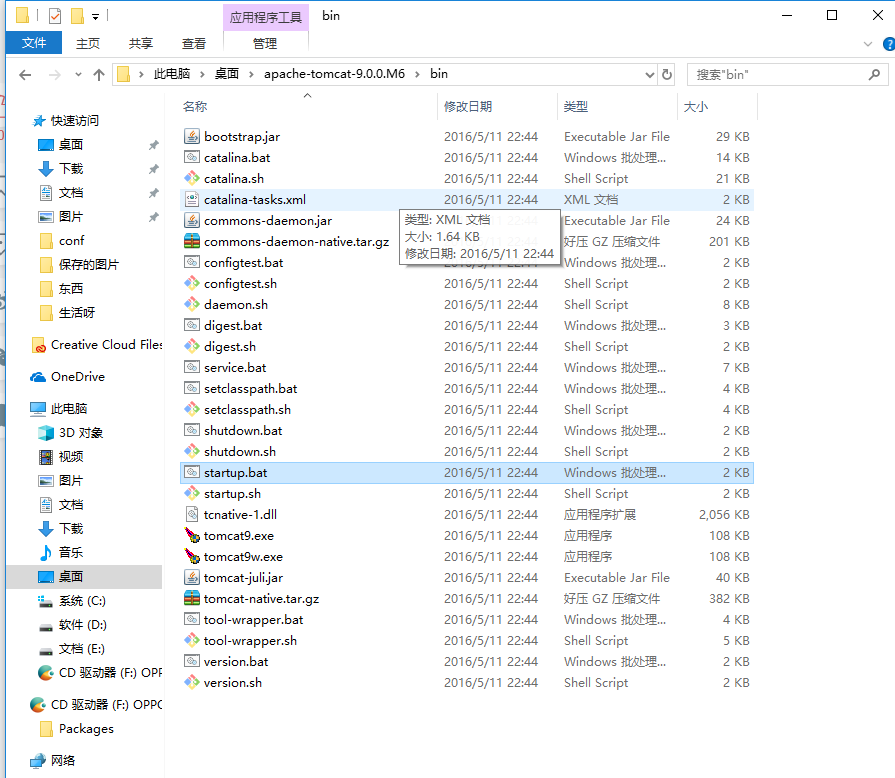 应用程序工具
bin
文件
主页
共享
查看
管理
此电脑 › 桌面 › apache-tomcat-9.0.0.M6 › bin
搜索"bin"
名称 修改日期 类型 大小
bootstrap.jar 2016/5/11 22:44 Executable Jar File 29 KB
catalina.bat 2016/5/11 22:44 Windows 批处理... 14 KB
catalina.sh 2016/5/11 22:44 Shell Script 21 KB
catalina-tasks.xml 2016/5/11 22:44 XML 文档 2 KB
commons-daemon.jar Executable Jar File 24 KB
commons-daemon-native.tar.gz 好压 GZ 压缩文件 201 KB
configtest.bat 2016/5/11 22:44 Windows 批处理... 2 KB
configtest.sh 2016/5/11 22:44 Shell Script 2 KB
daemon.sh 2016/5/11 22:44 Shell Script 8 KB
digest.bat 2016/5/11 22:44 Windows 批处理... 3 KB
digest.sh 2016/5/11 22:44 Shell Script 2 KB
service.bat 2016/5/11 22:44 Windows 批处理... 7 KB
setclasspath.bat 2016/5/11 22:44 Windows 批处理... 4 KB
setclasspath.sh 2016/5/11 22:44 Shell Script 4 KB
shutdown.bat 2016/5/11 22:44 Windows 批处理... 2 KB
shutdown.sh 2016/5/11 22:44 Shell Script 2 KB
startup.bat 2016/5/11 22:44 Windows 批处理... 2 KB
startup.sh 2016/5/11 22:44 Shell Script 2 KB
tcnative-1.dll 2016/5/11 22:44 应用程序扩展 2,056 KB
tomcat9.exe 2016/5/11 22:44 应用程序 108 KB
tomcat9w.exe 2016/5/11 22:44 应用程序 108 KB
tomcat-juli.jar 2016/5/11 22:44 Executable Jar File 40 KB
tomcat-native.tar.gz 2016/5/11 22:44 好压 GZ 压缩文件 382 KB
tool-wrapper.bat 2016/5/11 22:44 Windows 批处理... 4 KB
tool-wrapper.sh 2016/5/11 22:44 Shell Script 5 KB
version.bat 2016/5/11 22:44 Windows 批处理... 2 KB
version.sh 2016/5/11 22:44 Shell Script 2 KB
类型: XML 文档
大小: 1.64 KB
修改日期: 2016/5/11 22:44
快速访问
桌面
下载
文档
图片
conf
保存的图片
东西
生活呀
Creative Cloud Files
OneDrive
此电脑
3D 对象
视频
图片
文档
下载
音乐
桌面
系统 (C:)
软件 (D:)
文档 (E:)
CD 驱动器 (F:) OPP
CD 驱动器 (F:) OPPO
Packages
网络